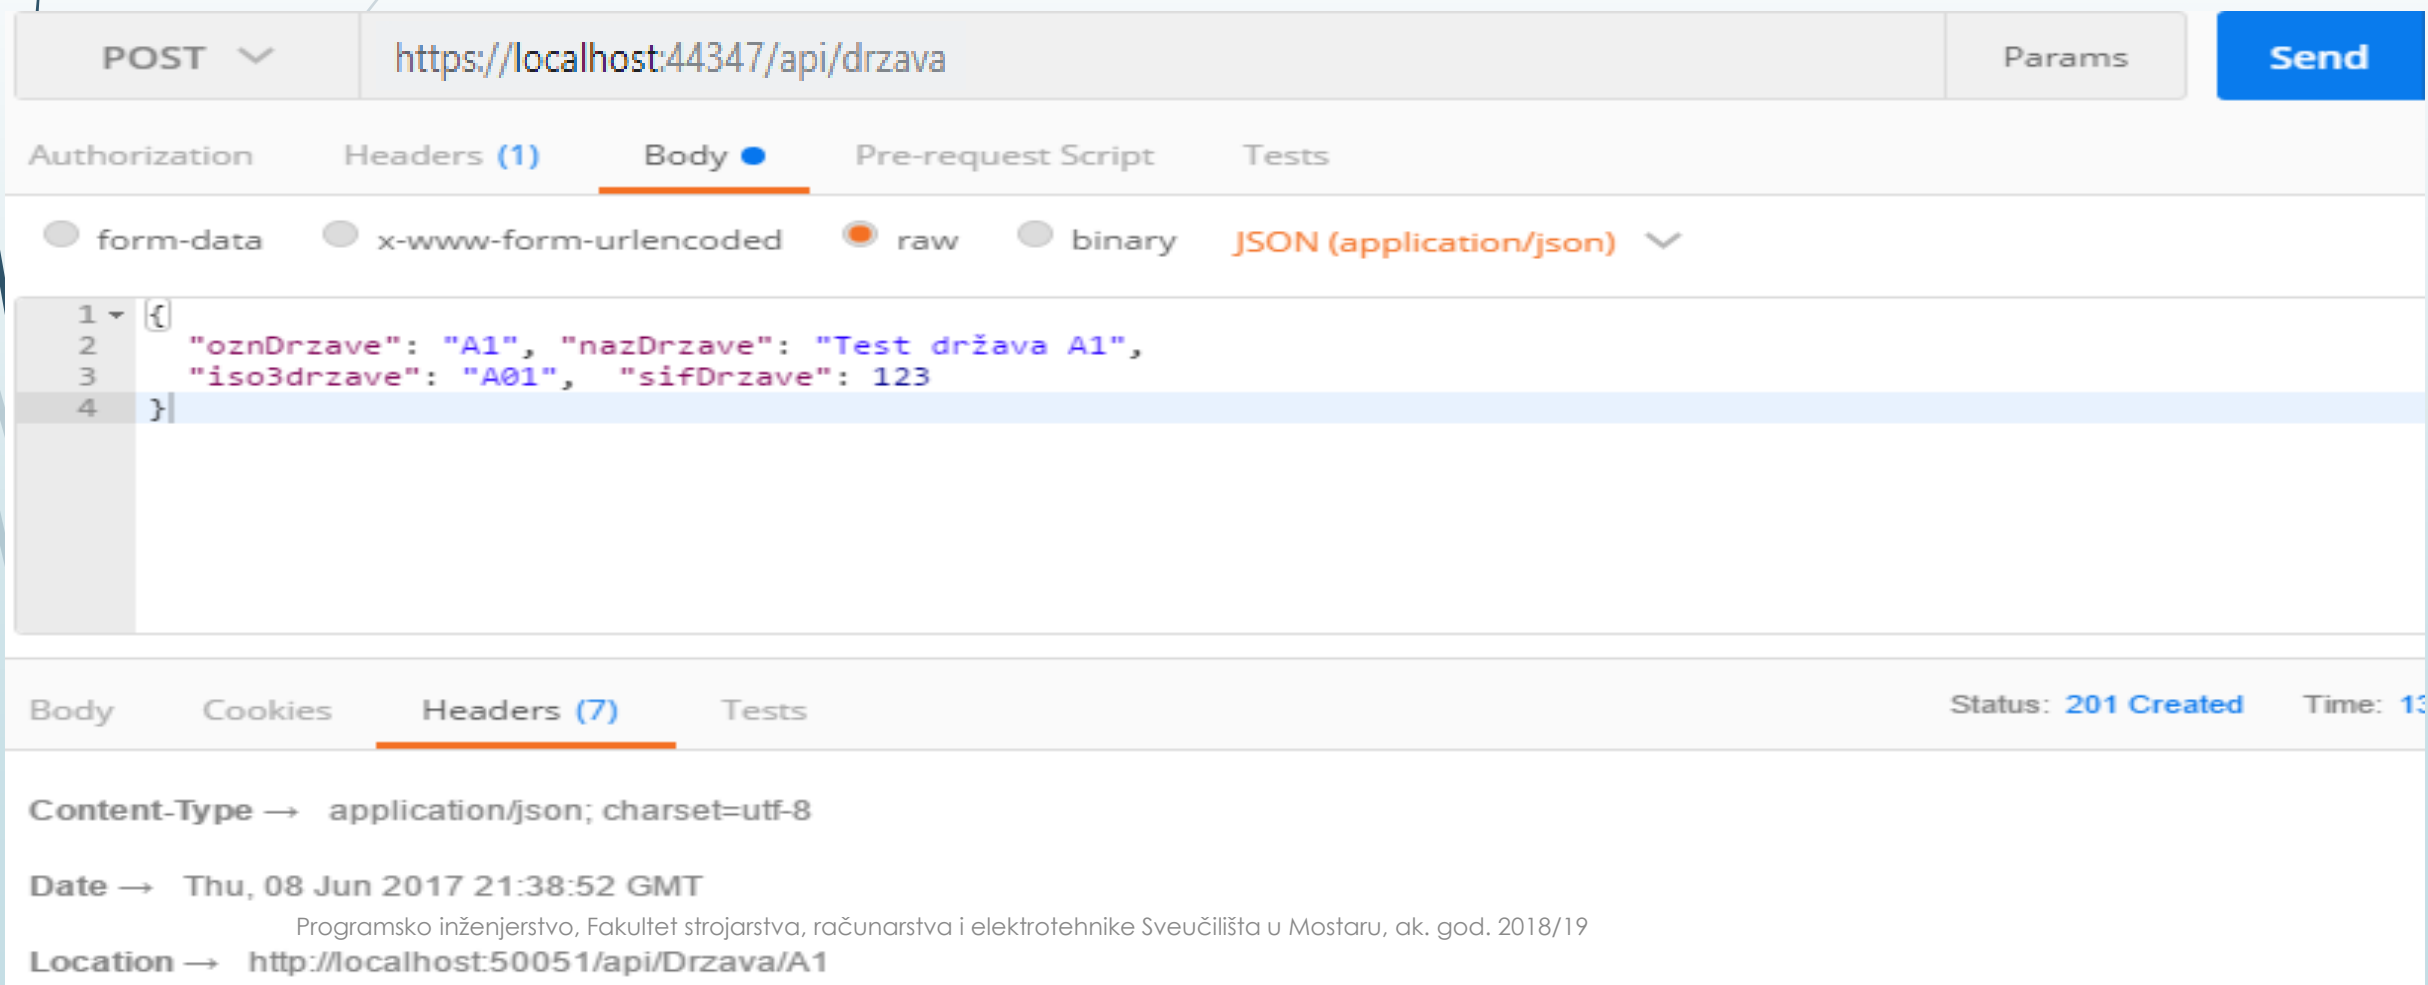 POST https://localhost:44347/api/drzava Params Send
Authorization Headers (1) Body Pre-request Script Tests
form-data x-www-form-urlencoded raw binary JSON (application/json)
1 {
2 "oznDrzave": "A1", "nazDrzave": "Test država A1",
3 "iso3drzave": "A01", "sifDrzave": 123
4 }
Body Cookies Headers (7) Tests Status: 201 Created Time:
Content-Type → application/json; charset=utf-8
Date → Thu, 08 Jun 2017 21:38:52 GMT
Programsko inženjerstvo, Fakultet strojarstva, računarstva i elektrotehnike Sveučilišta u Mostaru, ak. god. 2018/19
Location → http://localhost:50051/api/Drzava/A1